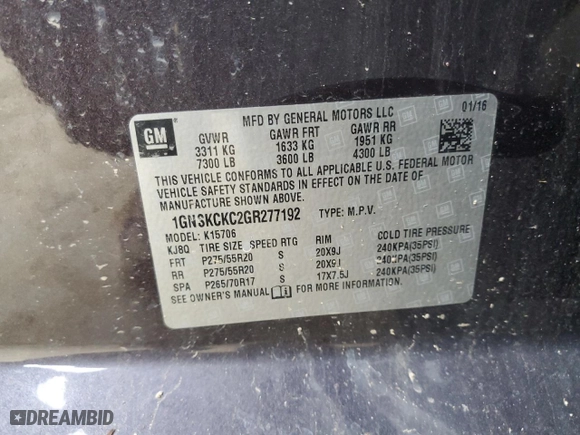 MFD BY GENERAL MOTORS LLC 01/16
GM
GVWR GAWR FRT GAWR RR
3311 KG 1633 KG 1951 KG
7300 LB 3600 LB 4300 LB
THIS VEHICLE CONFORMS TO ALL APPLICABLE U.S. FEDERAL MOTOR
VEHICLE SAFETY STANDARDS IN EFFECT ON THE DATE OF
MANUFACTURE SHOWN ABOVE.
1GNSKCKC2GR277192 TYPE: M.P.V.
MODEL: K15706
KJ8Q TIRE SIZE SPEED RTG RIM COLD TIRE PRESSURE
FRT P275/55R20 S 20X9J 240KPA(35PSI)
RR P275/55R20 S 20X9J 240KPA(35PSI)
SPA P265/70R17 S 17X7.5J 240KPA(35PSI)
SEE OWNER'S MANUAL FOR MORE INFORMATION.
DREAMBID